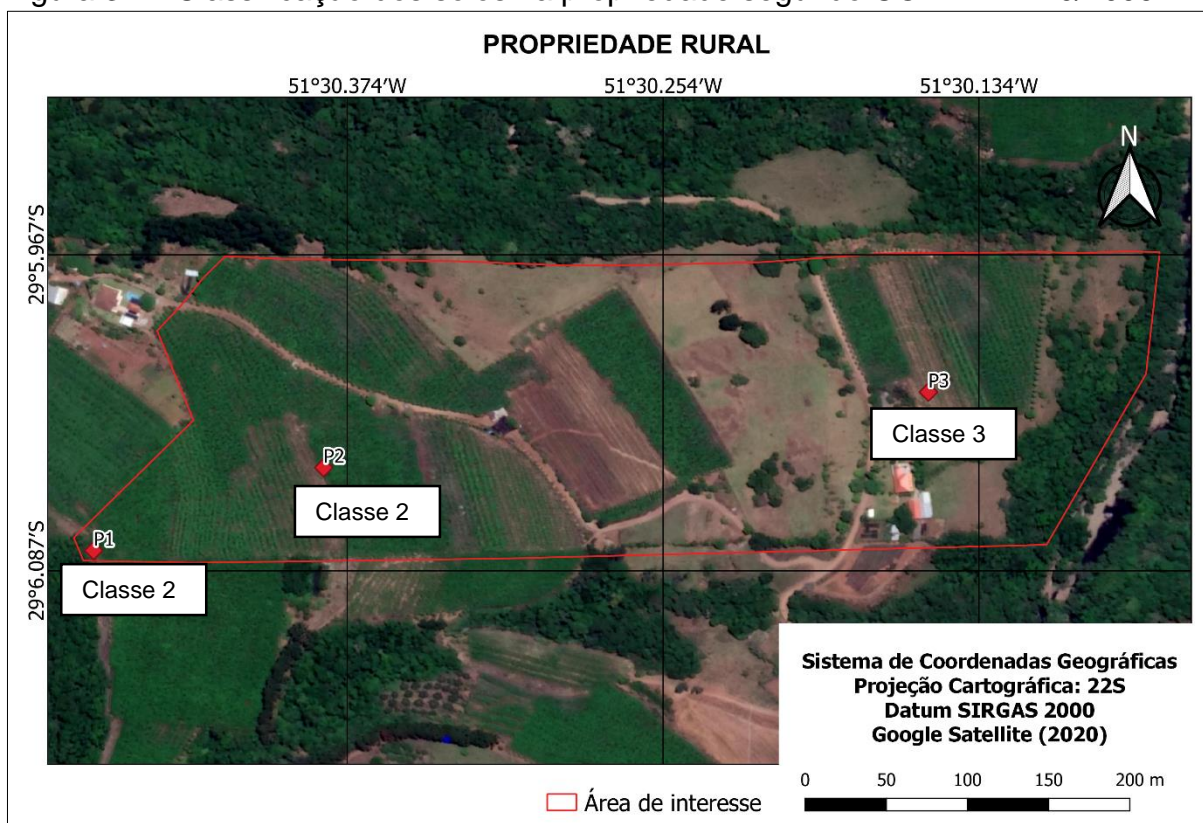 PROPRIEDADE RURAL
51°30.374′W 51°30.254′W 51°30.134′W
N
29°5.967′S
P3
Classe 3
P2
Classe 2
29°6.087′S
P1
Classe 2
Sistema de Coordenadas Geográficas
Projeção Cartográfica: 22S
Datum SIRGAS 2000
Google Satellite (2020)
0 50 100 150 200 m
Área de interesse